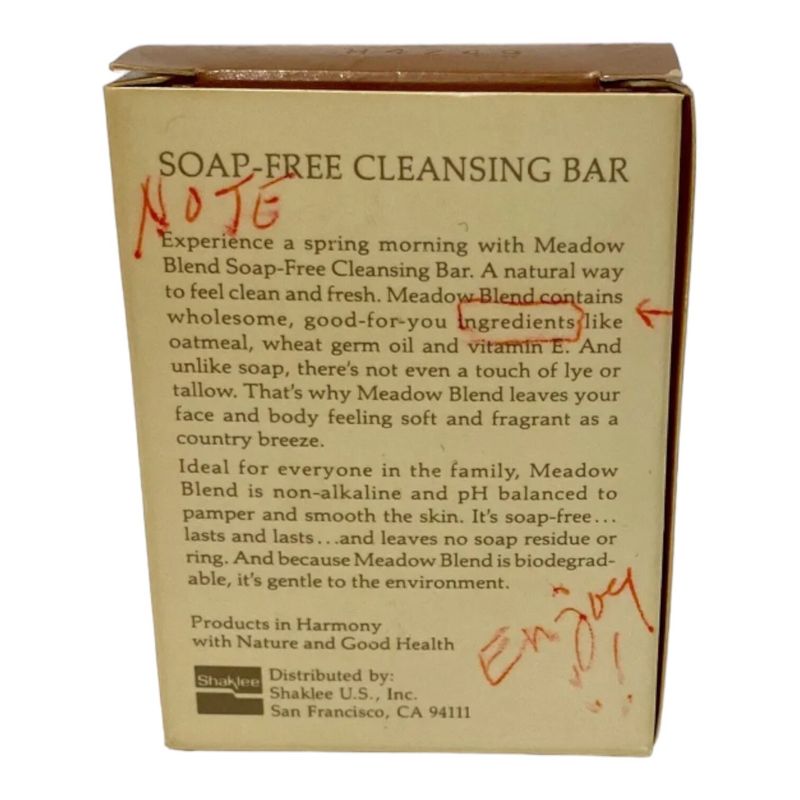 SOAP-FREE CLEANSING BAR
NOTE
Experience a spring morning with Meadow
Blend Soap-Free Cleansing Bar. A natural way
to feel clean and fresh. Meadow Blend contains
wholesome, good-for-you ingredients like
oatmeal, wheat germ oil and vitamin E. And
unlike soap, there's not even a touch of lye or
tallow. That's why Meadow Blend leaves your
face and body feeling soft and fragrant as a
country breeze.
Ideal for everyone in the family, Meadow
Blend is non-alkaline and pH balanced to
pamper and smooth the skin. It's soap-free...
lasts and lasts...and leaves no soap residue or
ring. And because Meadow Blend is biodegrad-
able, it's gentle to the environment.
Enjoy!!
Products in Harmony
with Nature and Good Health
Shaklee
Distributed by:
Shaklee U.S., Inc.
San Francisco, CA 94111